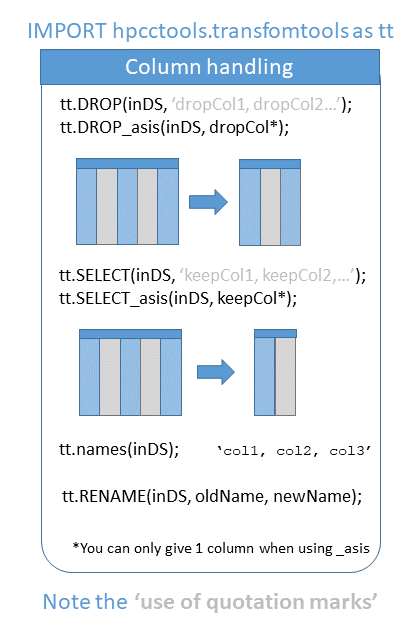 IMPORT hpcctools.transfomtools as tt
Column handling
tt.DROP(inDS, ‘dropCol1, dropCol2…’);
tt.DROP_asis(inDS, dropCol*);
tt.SELECT(inDS, ‘keepCol1, keepCol2,…’);
tt.SELECT_asis(inDS, keepCol*);
tt.names(inDS); ‘col1, col2, col3’
tt.RENAME(inDS, oldName, newName);
*You can only give 1 column when using _asis
Note the ‘use of quotation marks’